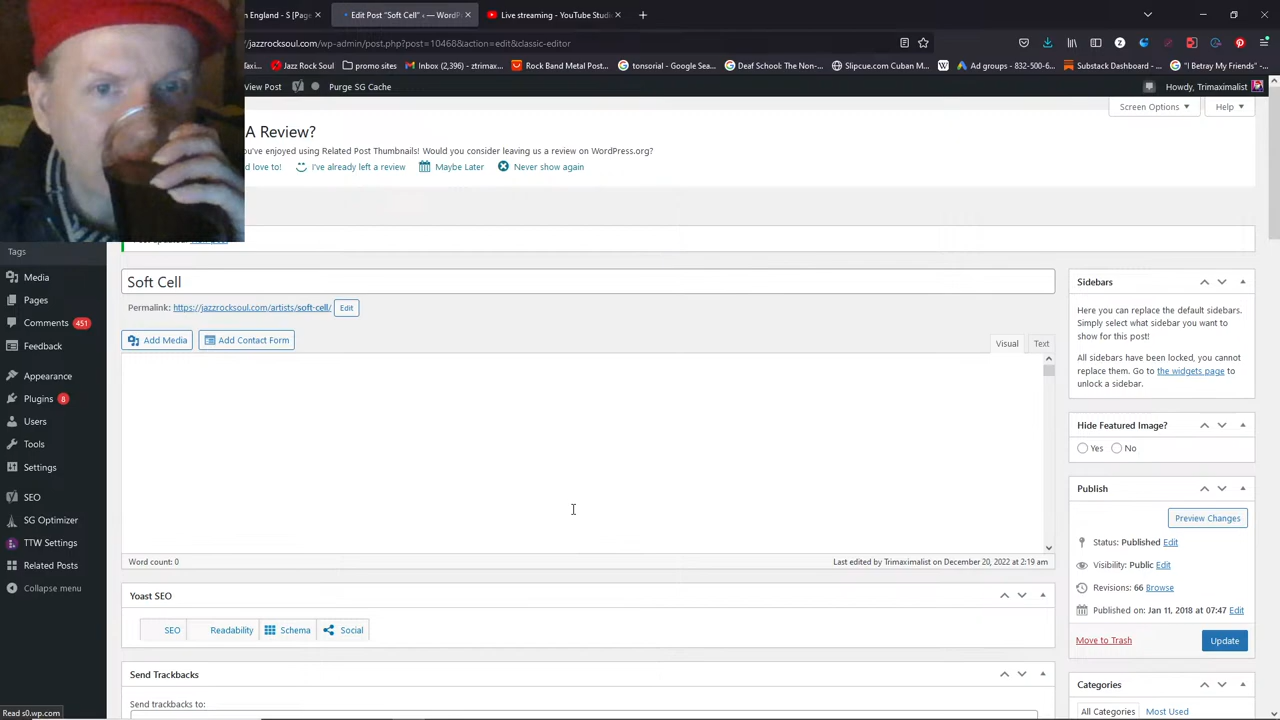 n England - S [Page
Edit Post "Soft Cell" ‹ — WordPr
Live streaming - YouTube Studi
/jazzrocksoul.com/wp-admin/post.php?post=10468&action=edit&classic-editor
Jazz Rock Soul
promo sites
Inbox (2,396) - ztrimax...
Rock Band Metal Post...
tonsorial - Google Sea...
Deaf School: The Non-...
Slipcue.com Cuban M...
Ad groups - 832-500-6...
Substack Dashboard - ...
"I Betray My Friends" -...
View Post
Purge SG Cache
Howdy, Trimaximalist
Screen Options
Help
A Review?
ou've enjoyed using Related Post Thumbnails! Would you consider leaving us a review on WordPress.org?
d love to!
I've already left a review
Maybe Later
Never show again
Tags
Media
Pages
Comments 451
Feedback
Appearance
Plugins 8
Users
Tools
Settings
SEO
SG Optimizer
TTW Settings
Related Posts
Collapse menu
Soft Cell
Permalink: https://jazzrocksoul.com/artists/soft-cell/ Edit
Add Media
Add Contact Form
Visual
Text
Word count: 0
Last edited by Trimaximalist on December 20, 2022 at 2:19 am
Yoast SEO
SEO
Readability
Schema
Social
Send Trackbacks
Send trackbacks to:
Sidebars
Here you can replace the default sidebars.
Simply select what sidebar you want to
show for this post!
All sidebars have been locked, you cannot
replace them. Go to the widgets page to
unlock a sidebar.
Hide Featured Image?
Yes
No
Publish
Preview Changes
Status: Published Edit
Visibility: Public Edit
Revisions: 66 Browse
Published on: Jan 11, 2018 at 07:47 Edit
Move to Trash
Update
Categories
All Categories
Most Used
Read s0.wp.com